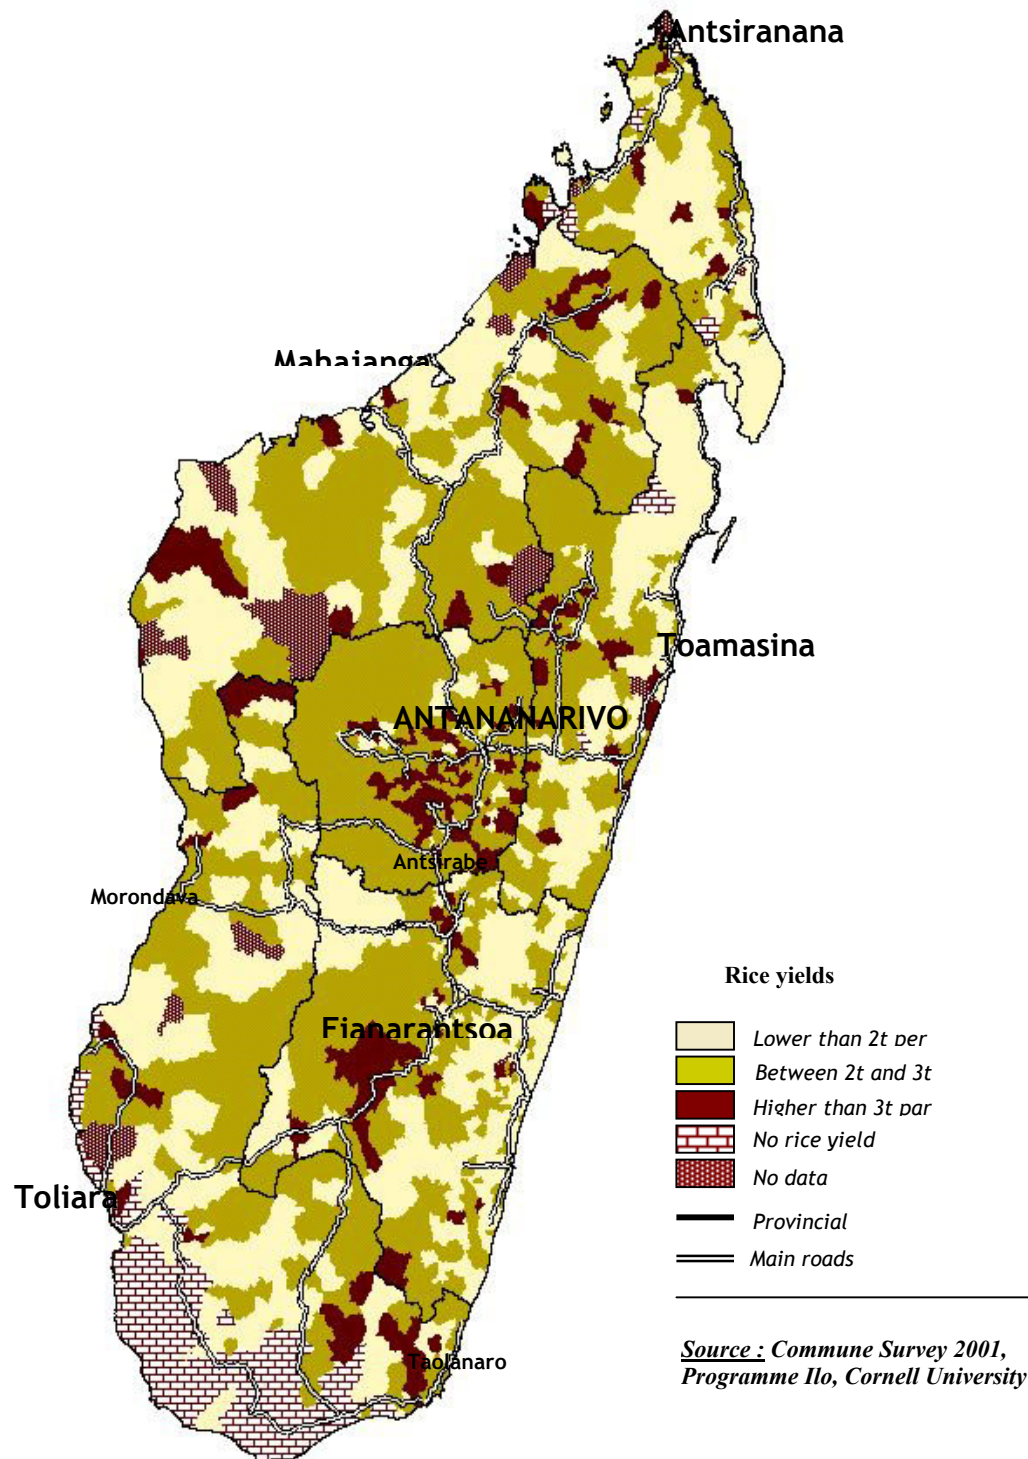 Antsiranana
Mahajanga
Toamasina
ANTANANARIVO
Antsirabe
Morondava
Fianarantsoa
Toliara
Taolanaro
Rice yields
Lower than 2t per
Between 2t and 3t
Higher than 3t par
No rice yield
No data
Provincial
Main roads
Source : Commune Survey 2001,
Programme Ilo, Cornell University